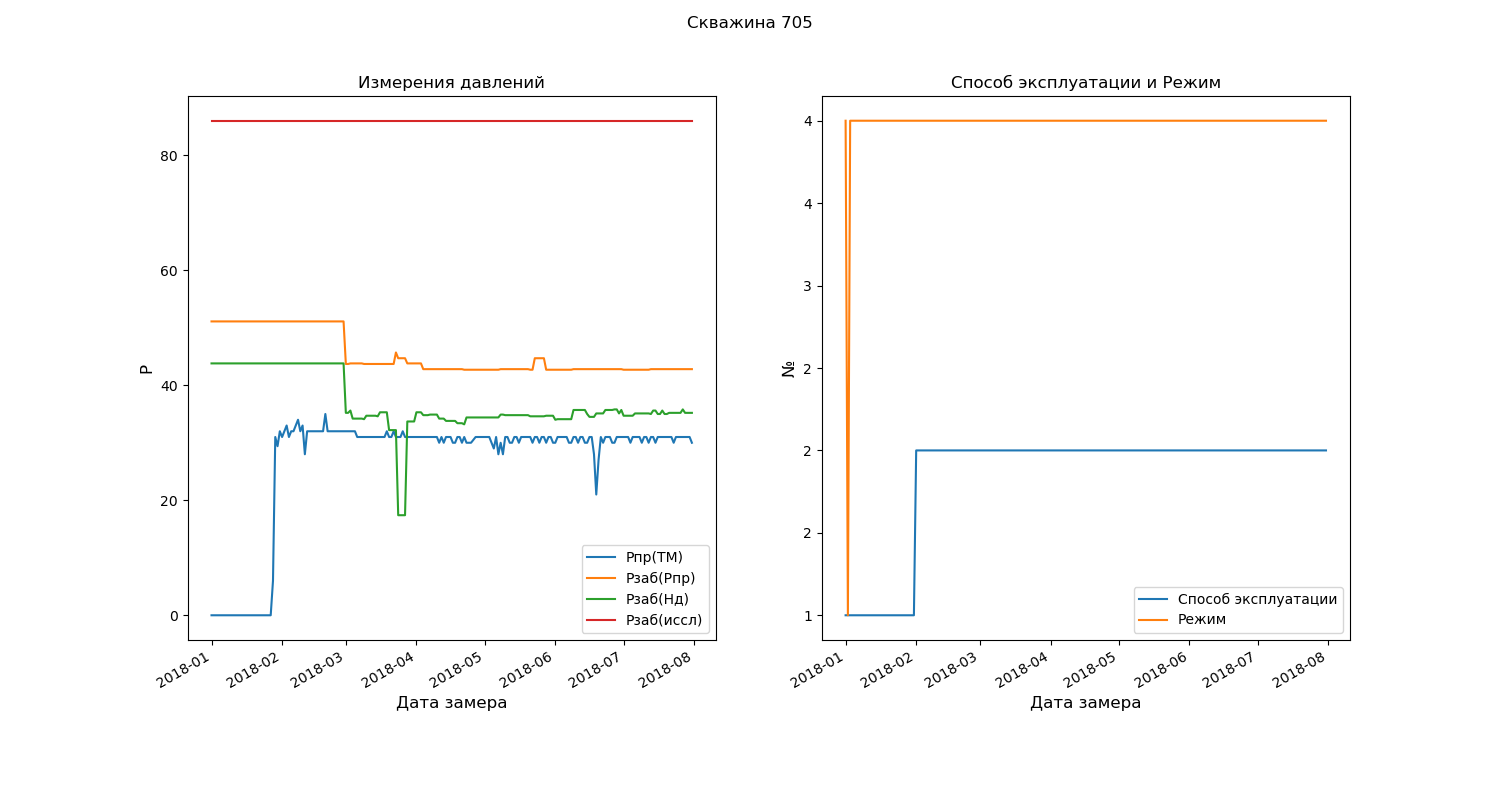 Скважина 705
Измерения давлений
P
80
60
40
20
0
2018-01
2018-02
2018-03
2018-04
2018-05
2018-06
2018-07
2018-08
Дата замера
Рпр(ТМ)
Рзаб(Рпр)
Рзаб(Нд)
Рзаб(иссл)
Способ эксплуатации и Режим
№
4
4
3
2
2
2
1
2018-01
2018-02
2018-03
2018-04
2018-05
2018-06
2018-07
2018-08
Дата замера
Способ эксплуатации
Режим